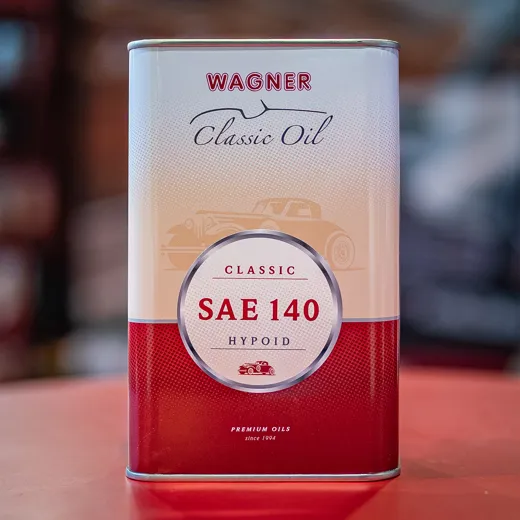 WAGNER
Classic Oil
CLASSIC
SAE 140
HYPOID
PREMIUM OILS
since 1994